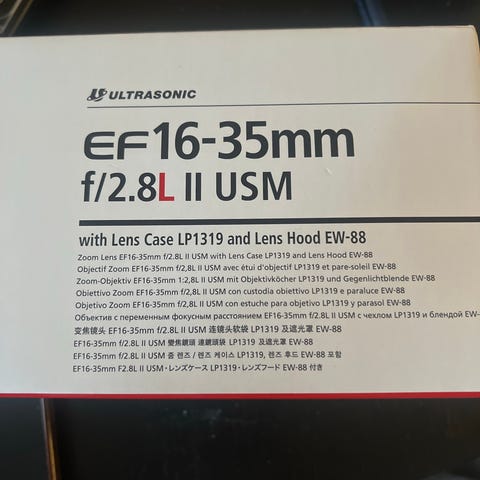 ULTRASONIC
EF16-35mm
f/2.8L II USM
with Lens Case LP1319 and Lens Hood EW-88
Zoom Lens EF16-35mm f/2.8L II USM with Lens Case LP1319 and Lens Hood EW-88
Objectif Zoom EF16-35mm f/2,8L II USM avec étui d'objectif LP1319 et pare-soleil EW-88
Zoom-Objektiv EF16-35mm 1:2,8L II USM mit Objektivköcher LP1319 und Gegenlichtblende EW-88
Obiettivo Zoom EF16-35mm f/2,8L II USM con custodia obiettivo LP1319 e paraluce EW-88
Objetivo Zoom EF16-35mm f/2,8L II USM con estuche para objetivo LP1319 y parasol EW-88
Объектив с переменным фокусным расстоянием EF16-35mm f/2.8L II USM с чехлом LP1319 и блендой EW-
变焦镜头 EF16-35mm f/2.8L II USM 连镜头软袋 LP1319 及遮光罩 EW-88
EF16-35mm f/2.8L II USM 變焦鏡頭 連鏡頭袋 LP1319 及遮光罩 EW-88
EF16-35mm f/2.8L II USM 줌 렌즈 / 렌즈 케이스 LP1319, 렌즈 후드 EW-88 포함
EF16-35mm F2.8L II USM・レンズケース LP1319・レンズフード EW-88 付き